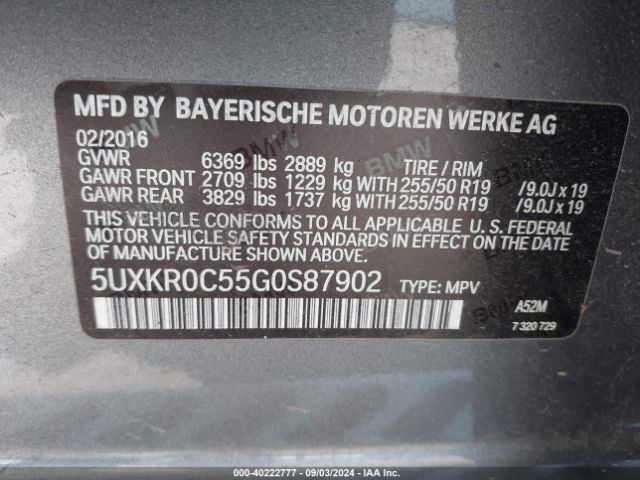 MFD BY BAYERISCHE MOTOREN WERKE AG
02/2016
GVWR 6369 lbs 2889 kg TIRE / RIM
GAWR FRONT 2709 lbs 1229 kg WITH 255/50 R19 /9.0J x 19
GAWR REAR 3829 lbs 1737 kg WITH 255/50 R19 /9.0J x 19
THIS VEHICLE CONFORMS TO ALL APPLICABLE U. S. FEDERAL
MOTOR VEHICLE SAFETY STANDARDS IN EFFECT ON THE DATE OF
MANUFACTURE SHOWN ABOVE.
5UXKR0C55G0S87902 TYPE: MPV
A52M
7 320 729
000-40222777 - 09/03/2024 - IAA, Inc.